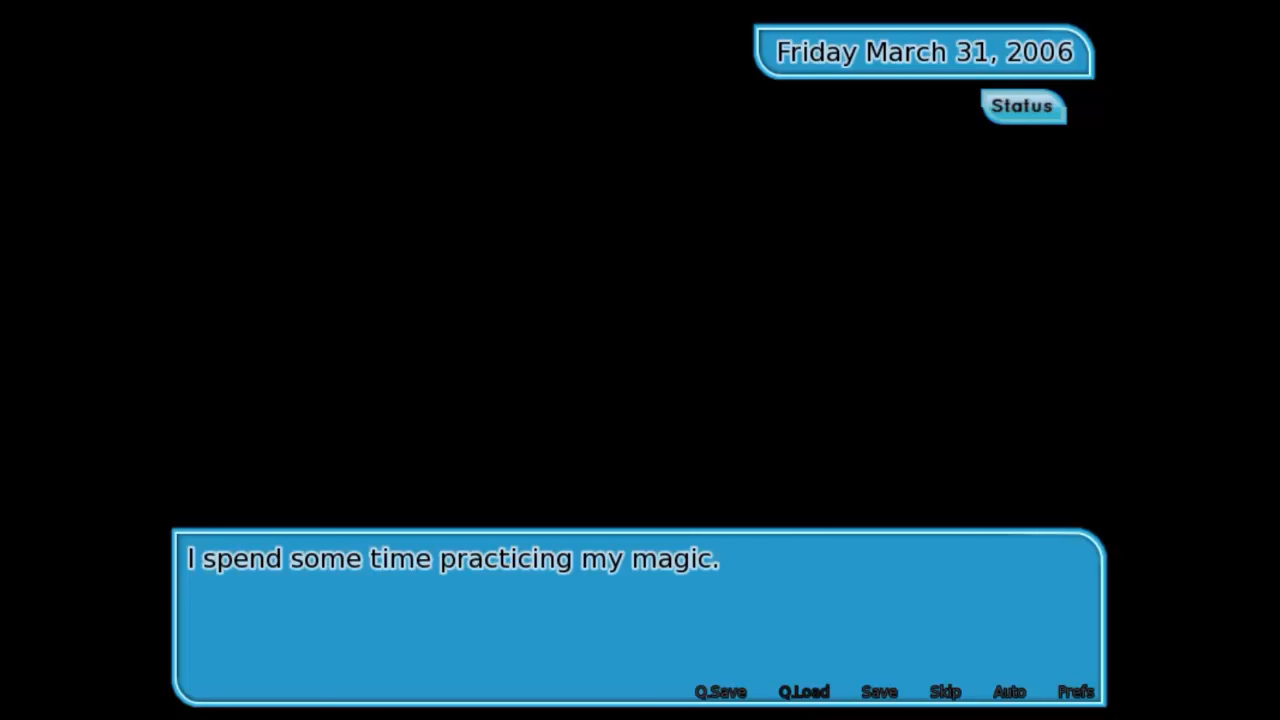 Friday March 31, 2006
Status
I spend some time practicing my magic.
Q.Save Q.Load Save Skip Auto Prefs